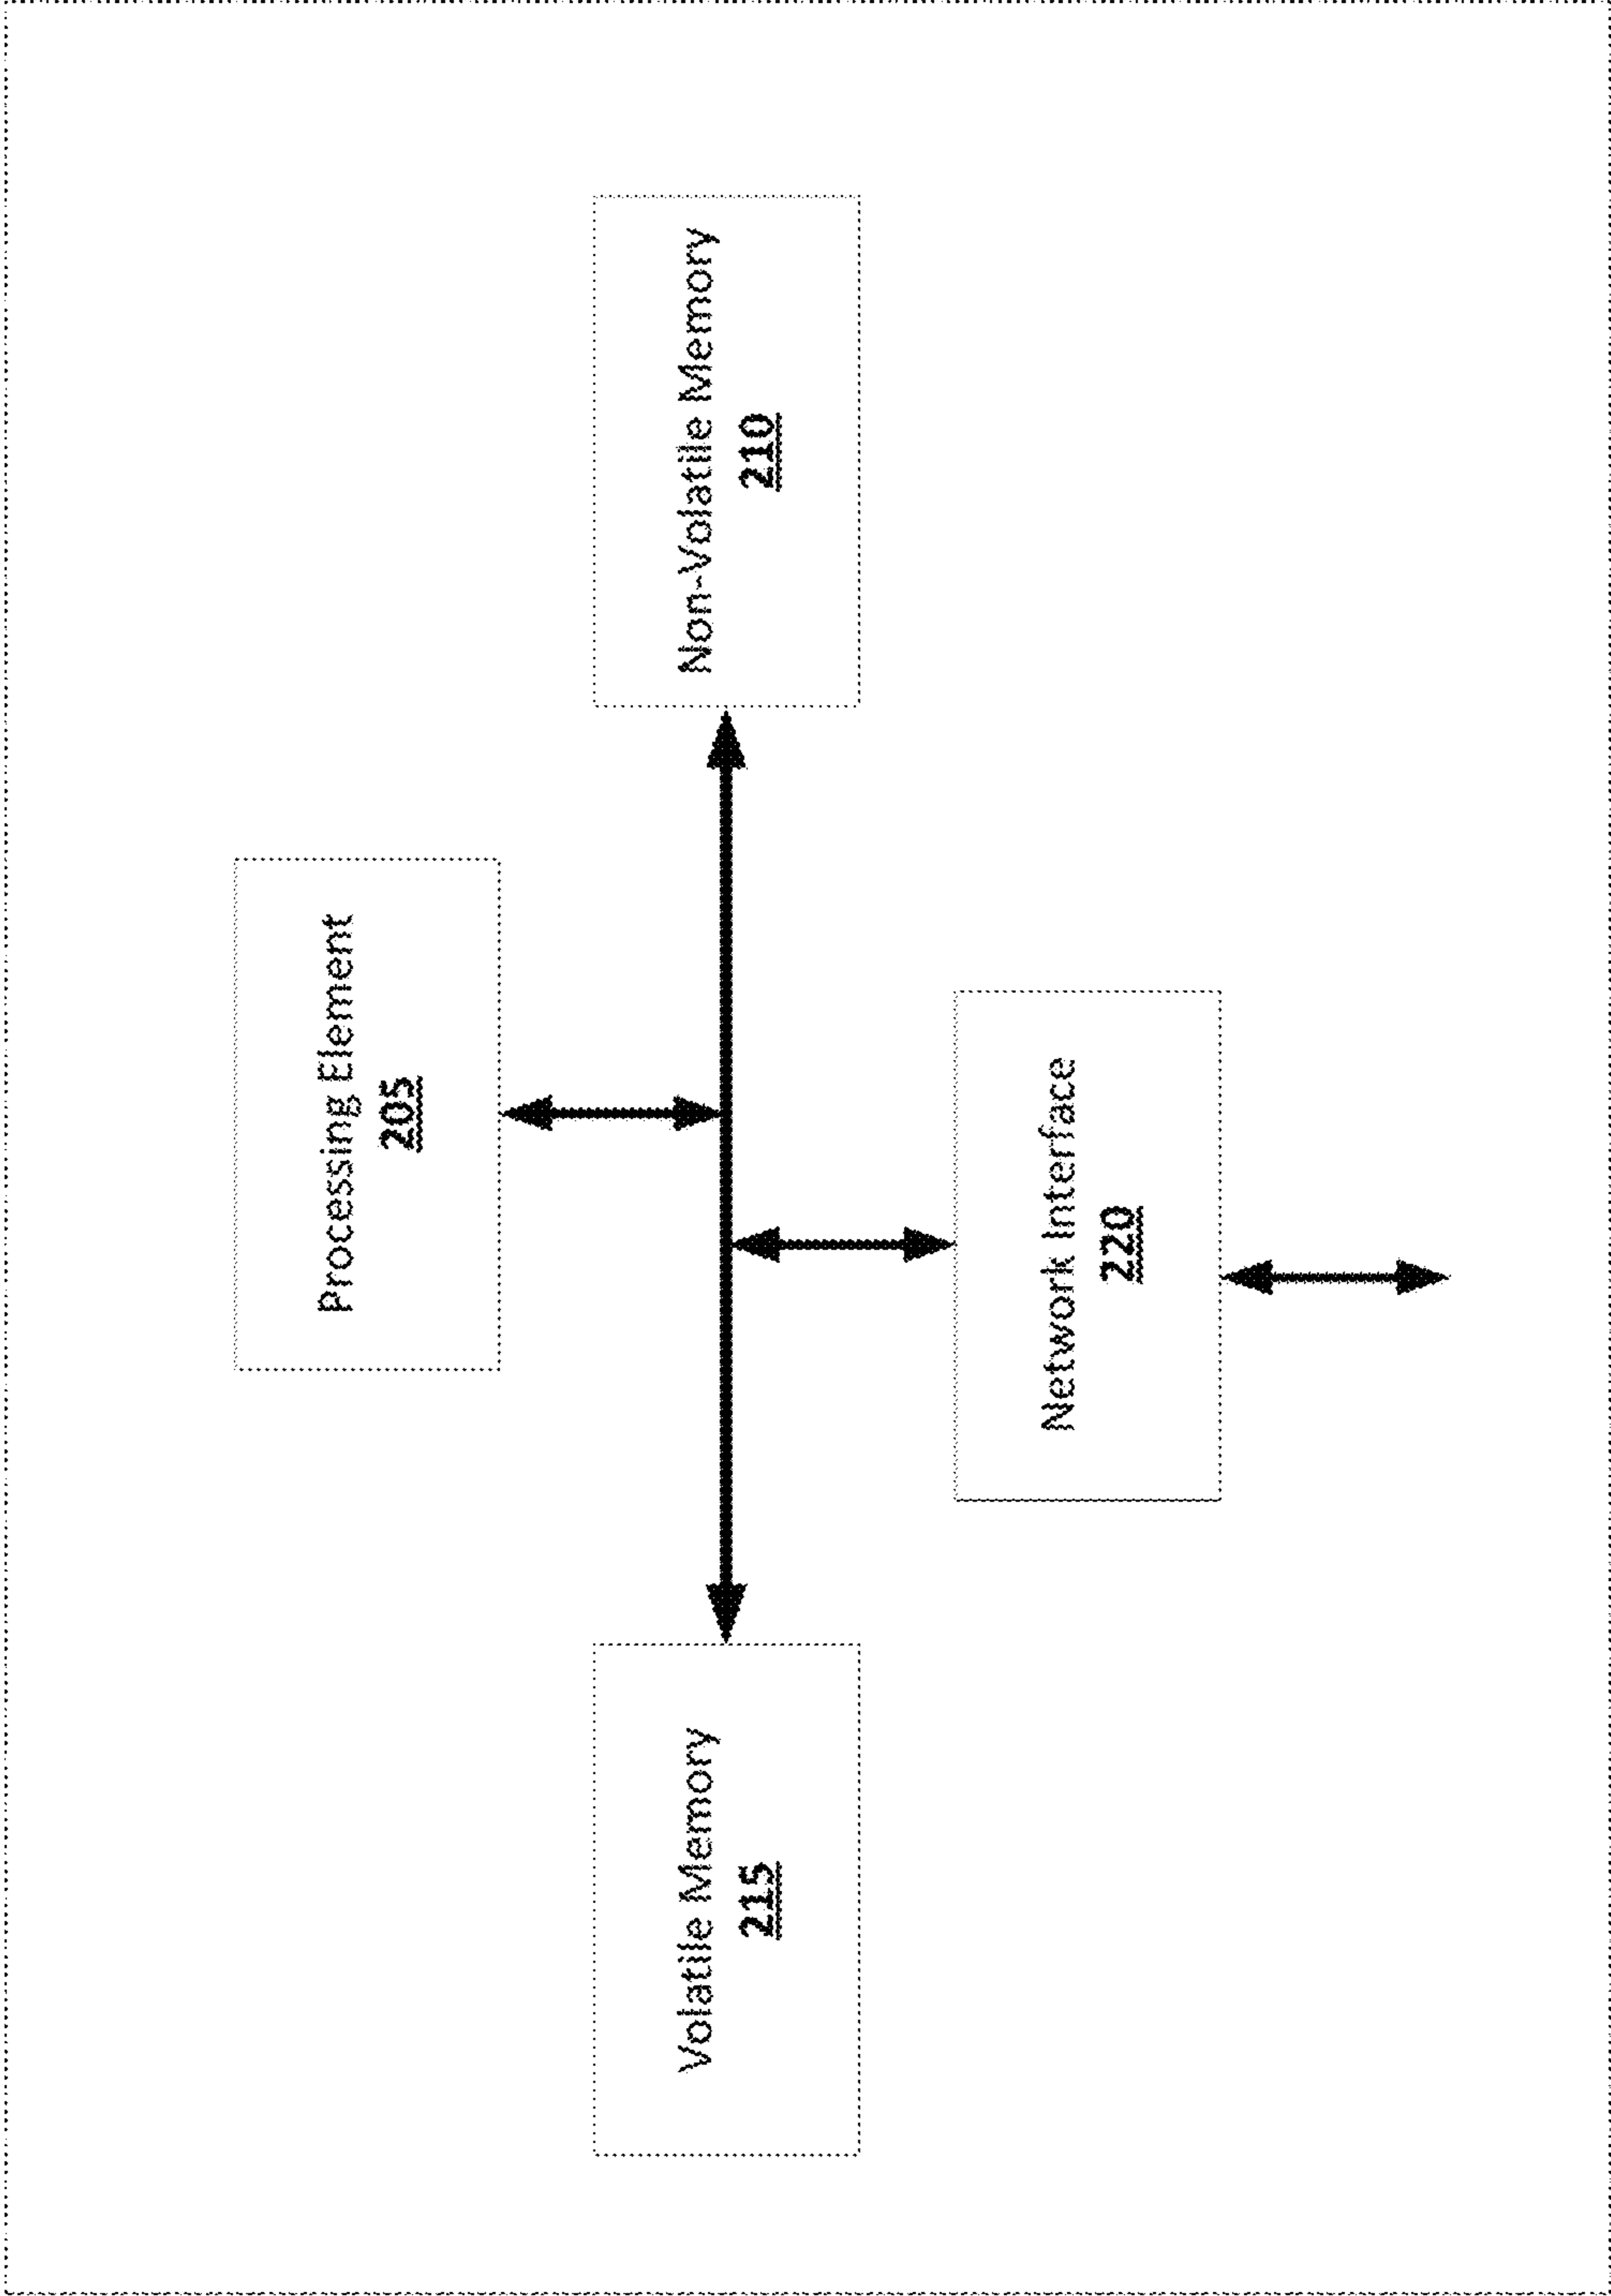 Processing Element
205
Volatile Memory
215
Non-Volatile Memory
210
Network Interface
220